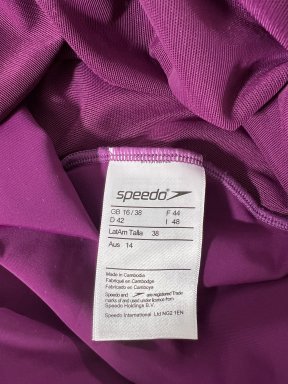 speedo
GB 16/38 F 44
D 42 I 48
LatAm Talla 38
Aus. 14
Made in Cambodia
Fabriqué en Cambodge
Fabricado en Camboya
Speedo and are registered Trade
marks of and used under licence from
Speedo Holdings B.V.
Speedo International Ltd NG2 1EN